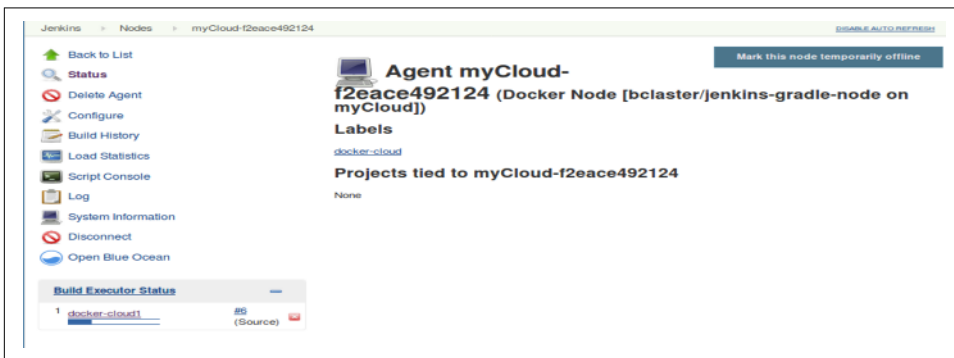 Jenkins Nodes myCloud-f2eace492124
DISABLE AUTO REFRESH
Back to List
Status
Delete Agent
Configure
Build History
Load Statistics
Script Console
Log
System Information
Disconnect
Open Blue Ocean
Build Executor Status
1 docker-cloud1 #6
(Source)
Mark this node temporarily offline
Agent myCloud-
f2eace492124 (Docker Node [bclaster/jenkins-gradle-node on
myCloud])
Labels
docker-cloud
Projects tied to myCloud-f2eace492124
None